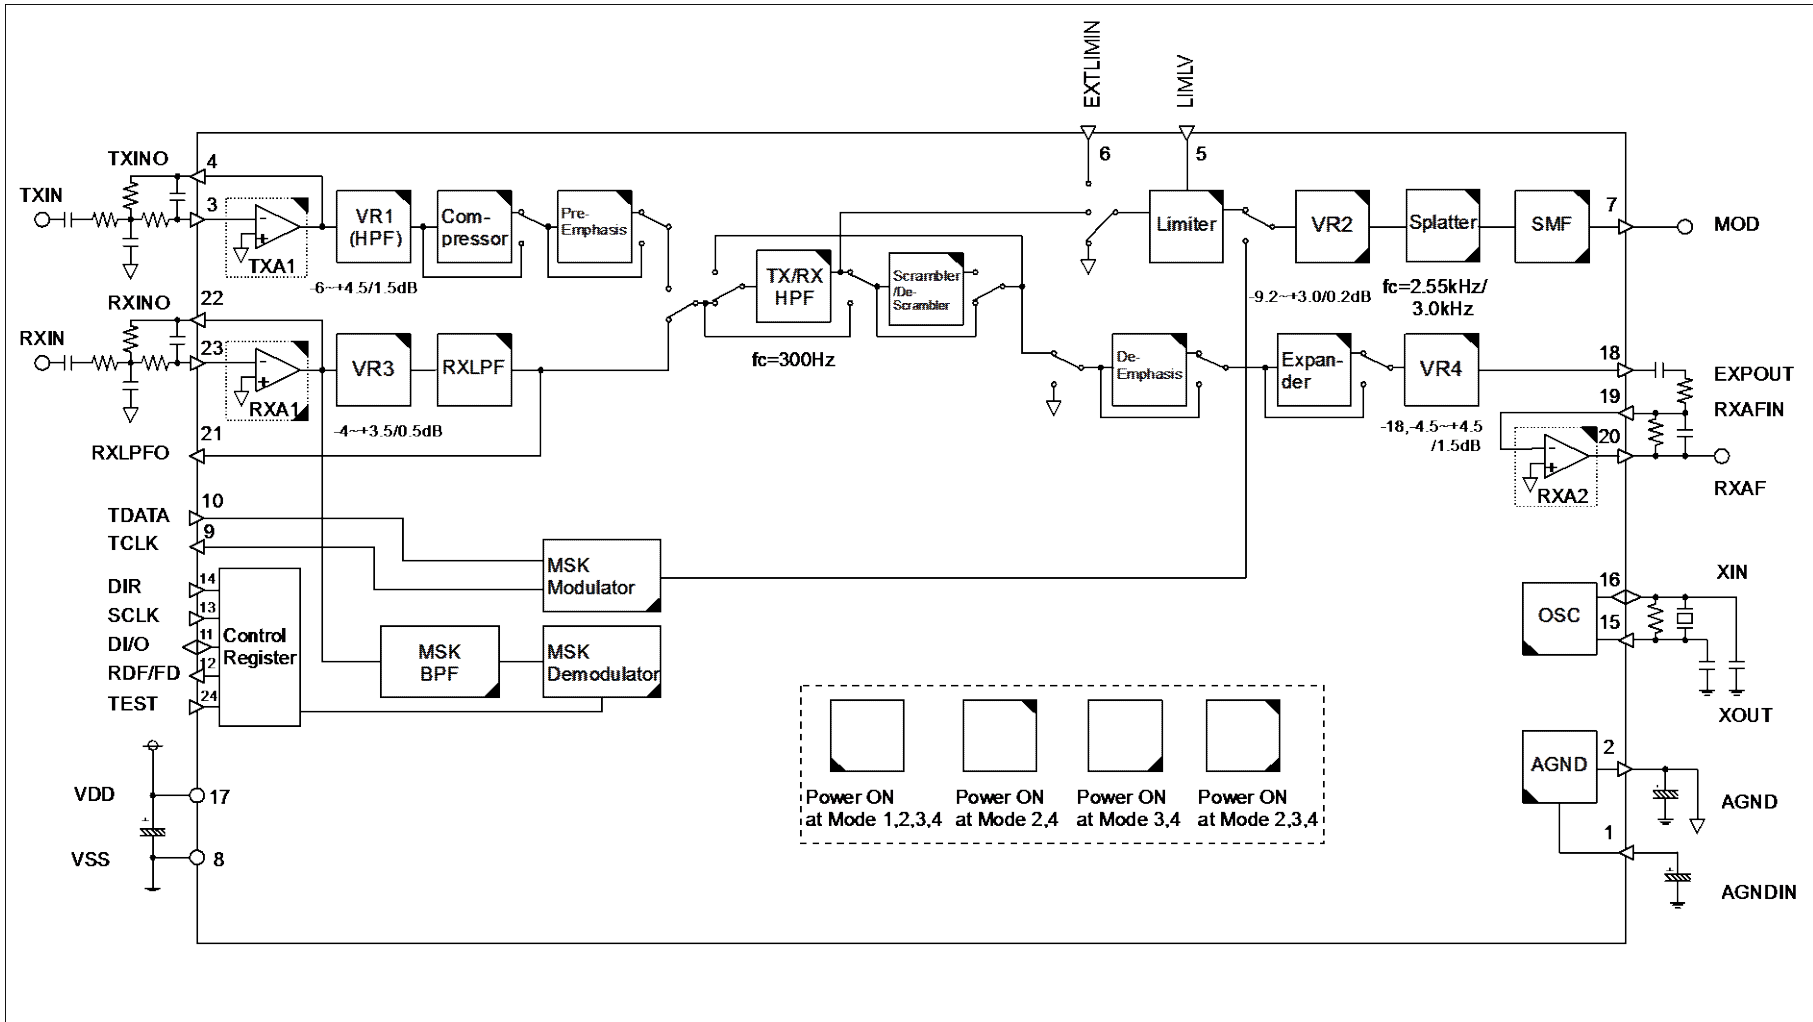 EXTLIMIN
LIMLV
6
5
TXINO
4
TXIN
3
TXA1
VR1
(HPF)
-6~+4.5/1.5dB
Com-
pressor
Pre-
Emphasis
TX/RX
HPF
fc=300Hz
Scrambler
/De-
Scrambler
Limiter
VR2
-9.2~+3.0/0.2dB
Splatter
fc=2.55kHz/
3.0kHz
SMF
7
MOD
RXINO
22
RXIN
23
RXA1
VR3
-4~+3.5/0.5dB
RXLPF
De-
Emphasis
Expan-
der
VR4
-18,-4.5~+4.5
/1.5dB
18
EXPOUT
19
RXAFIN
20
RXA2
RXAF
21
RXLPFO
TDATA
10
TCLK
9
MSK
Modulator
DIR
14
SCLK
13
DI/O
11
RDF/FD
12
TEST
24
Control
Register
MSK
BPF
MSK
Demodulator
OSC
16
XIN
15
XOUT
VDD
17
VSS
8
Power ON
at Mode 1,2,3,4
Power ON
at Mode 2,4
Power ON
at Mode 3,4
Power ON
at Mode 2,3,4
AGND
2
AGND
1
AGNDIN